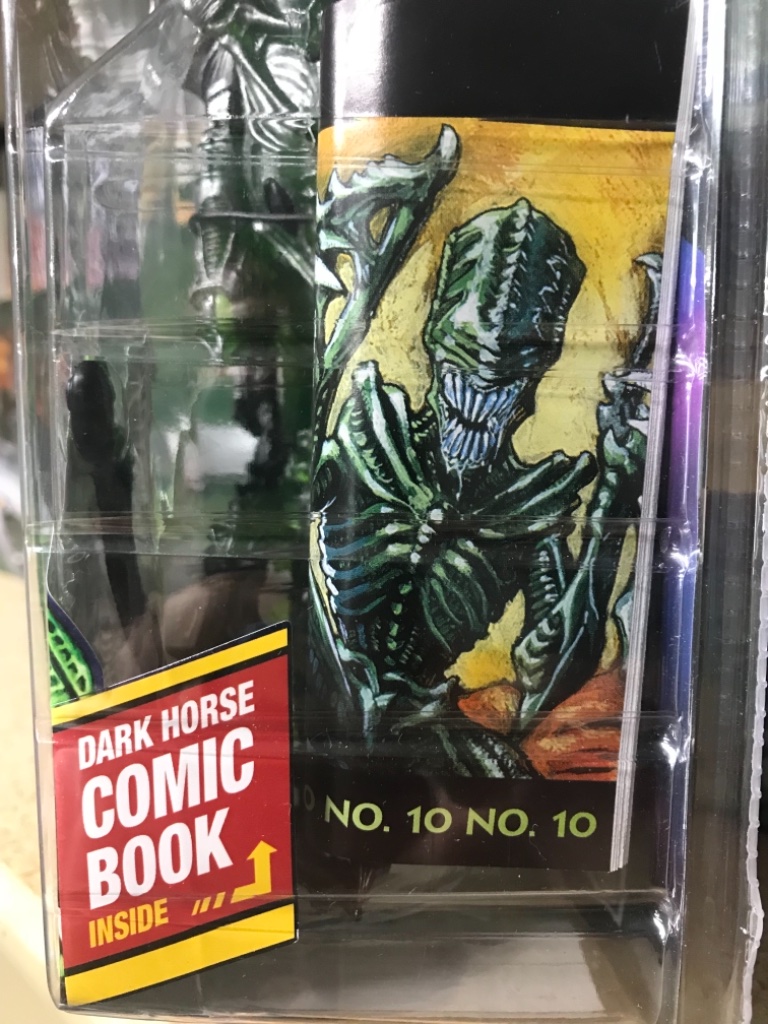 DARK HORSE
COMIC
BOOK
INSIDE
NO. 10 NO. 10